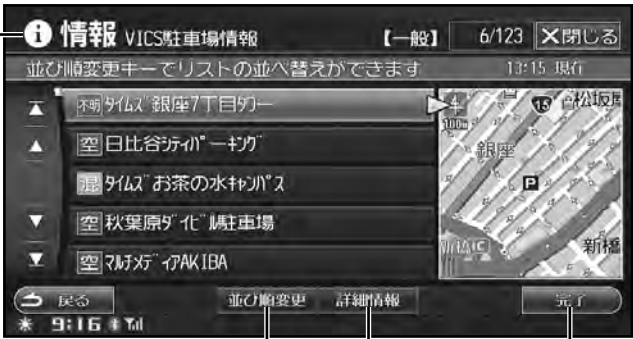 i 情報 VICS駐車場情報 【一般】 6/123 ×閉じる
並び順変更キーでリストの並べ替えができます 13:15 現在
不明 ﾀｲﾑｽﾞ銀座7丁目ﾀﾜｰ
空 日比谷ｼﾃｨﾊﾟｰｷﾝｸﾞ
混 ﾀｲﾑｽﾞお茶の水ｷｬﾝﾊﾟｽ
空 秋葉原ﾀﾞｲﾋﾞﾙ駐車場
空 ﾏﾙﾁﾒﾃﾞｨｱAKIBA
100m
15
松坂屋
銀座
P
新橋
戻る 並び順変更 詳細情報 完了
9:16